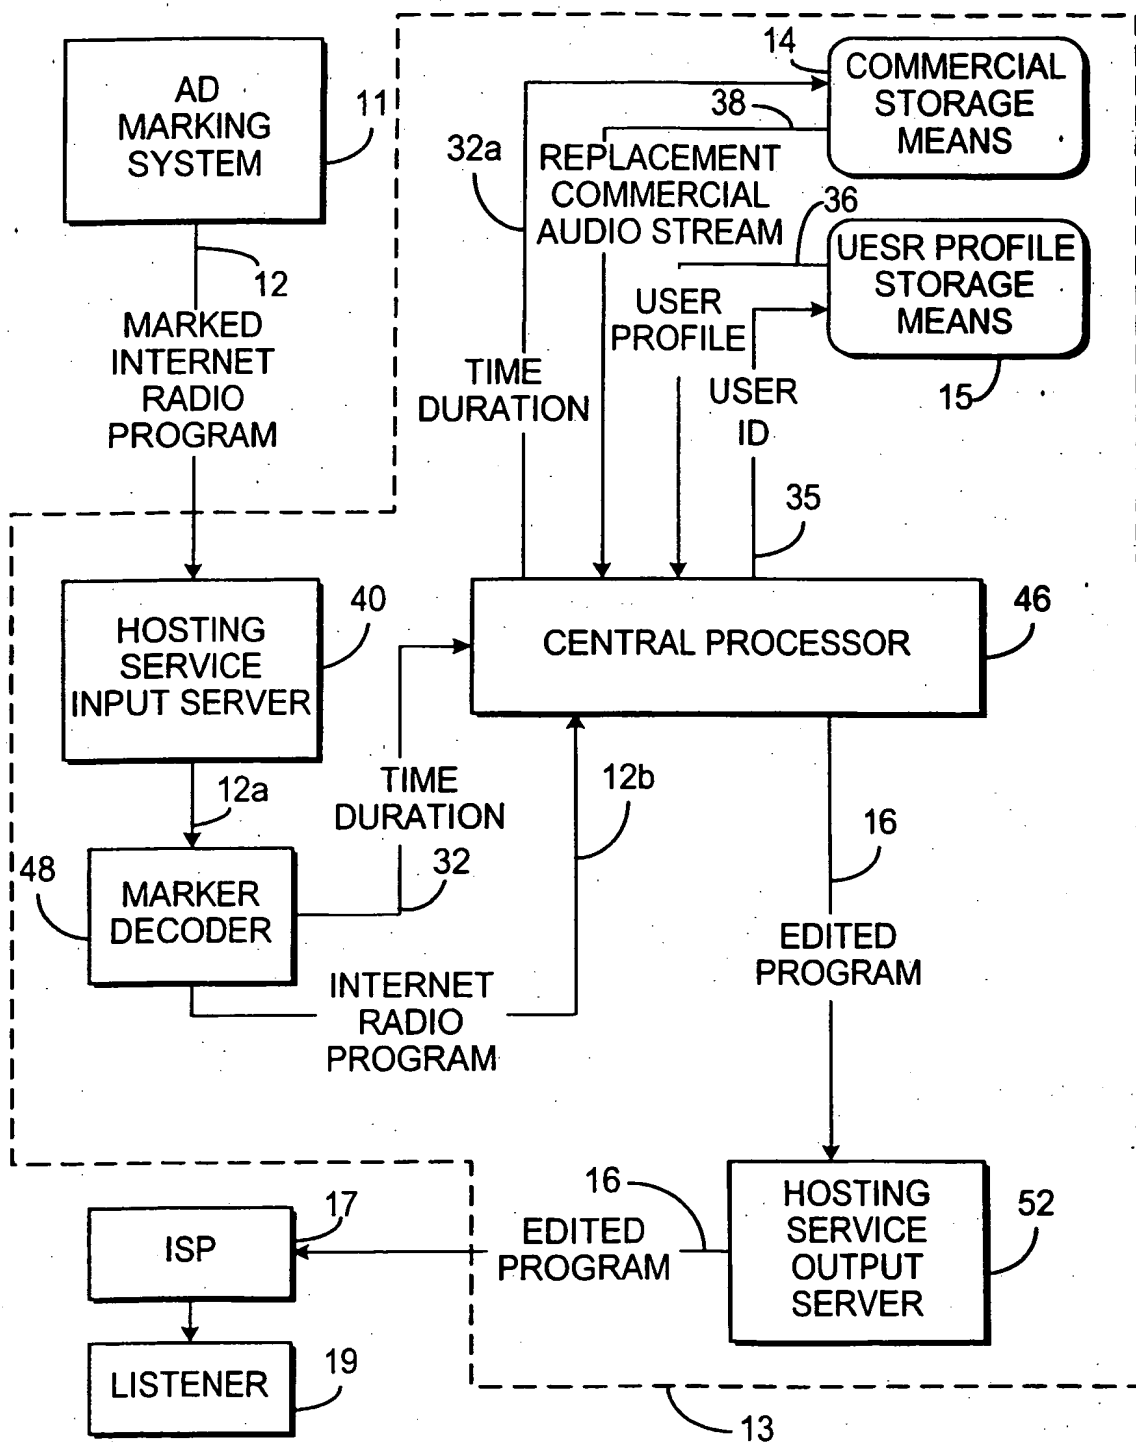 AD
MARKING
SYSTEM
11
12
MARKED
INTERNET
RADIO
PROGRAM
14
COMMERCIAL
STORAGE
MEANS
38
32a
REPLACEMENT
COMMERCIAL
AUDIO STREAM
36
UESR PROFILE
STORAGE
MEANS
15
USER
PROFILE
TIME
DURATION
USER
ID
35
HOSTING
SERVICE
INPUT SERVER
40
CENTRAL PROCESSOR
46
12a
TIME
DURATION
12b
16
48
MARKER
DECODER
32
EDITED
PROGRAM
INTERNET
RADIO
PROGRAM
ISP
17
EDITED
PROGRAM
16
HOSTING
SERVICE
OUTPUT
SERVER
52
LISTENER
19
13